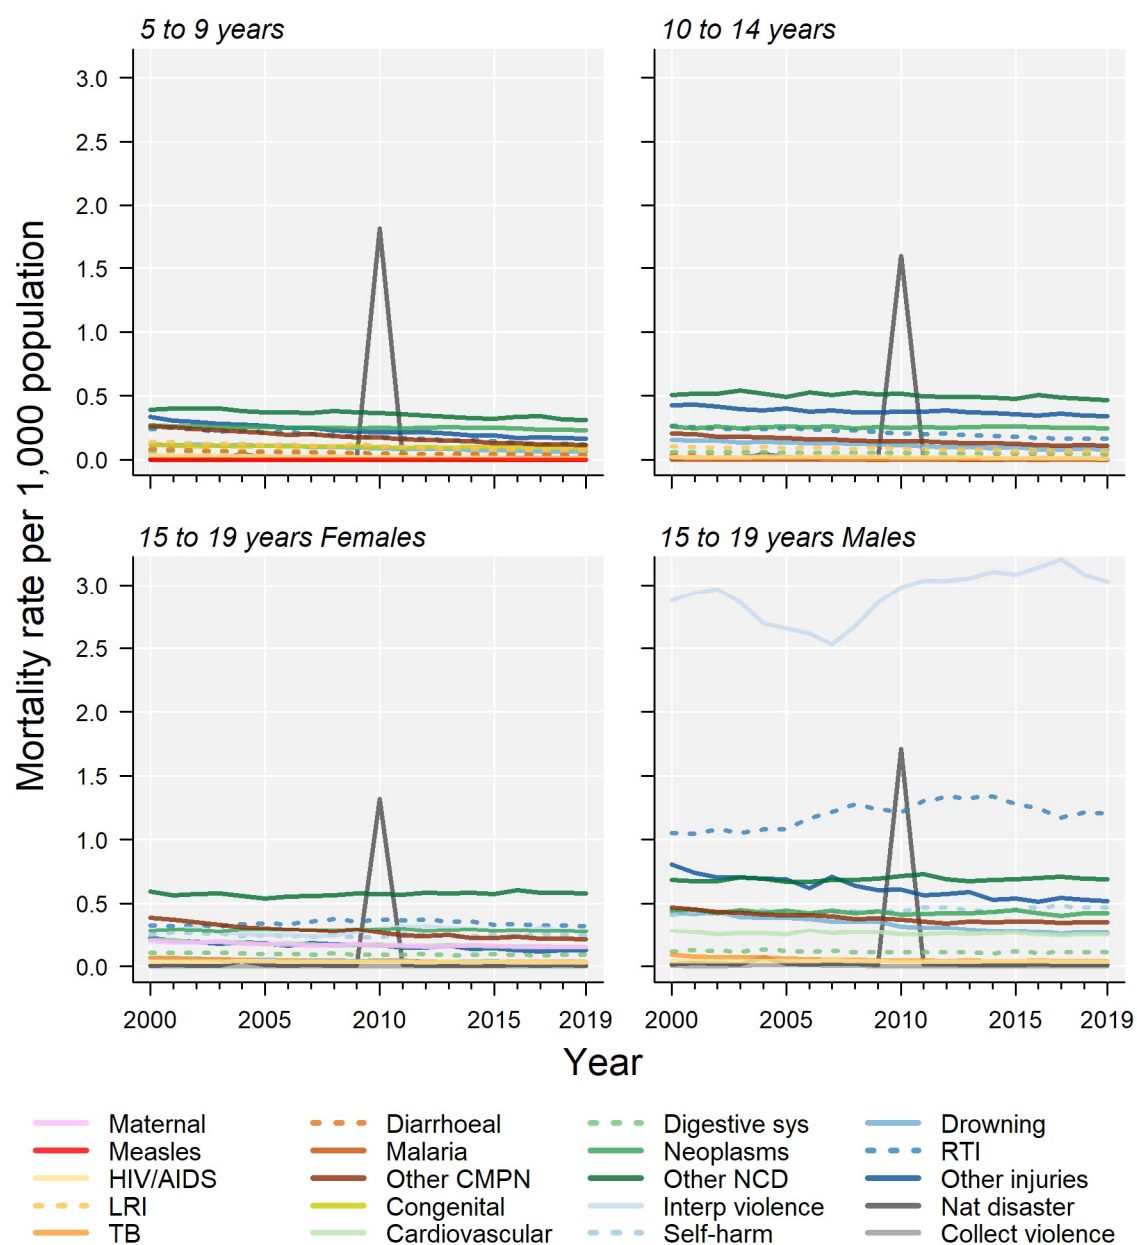 5 to 9 years
10 to 14 years
3.0
2.5
2.0
1.5
1.0
0.5
0.0
Mortality rate per 1,000 population
15 to 19 years Females
15 to 19 years Males
3.0
2.5
2.0
1.5
1.0
0.5
0.0
2000 2005 2010 2015 2019
2000 2005 2010 2015 2019
Year
Maternal Diarrhoeal Digestive sys Drowning
Measles Malaria Neoplasms RTI
HIV/AIDS Other CMPN Other NCD Other injuries
LRI Congenital Interp violence Nat disaster
TB Cardiovascular Self-harm Collect violence